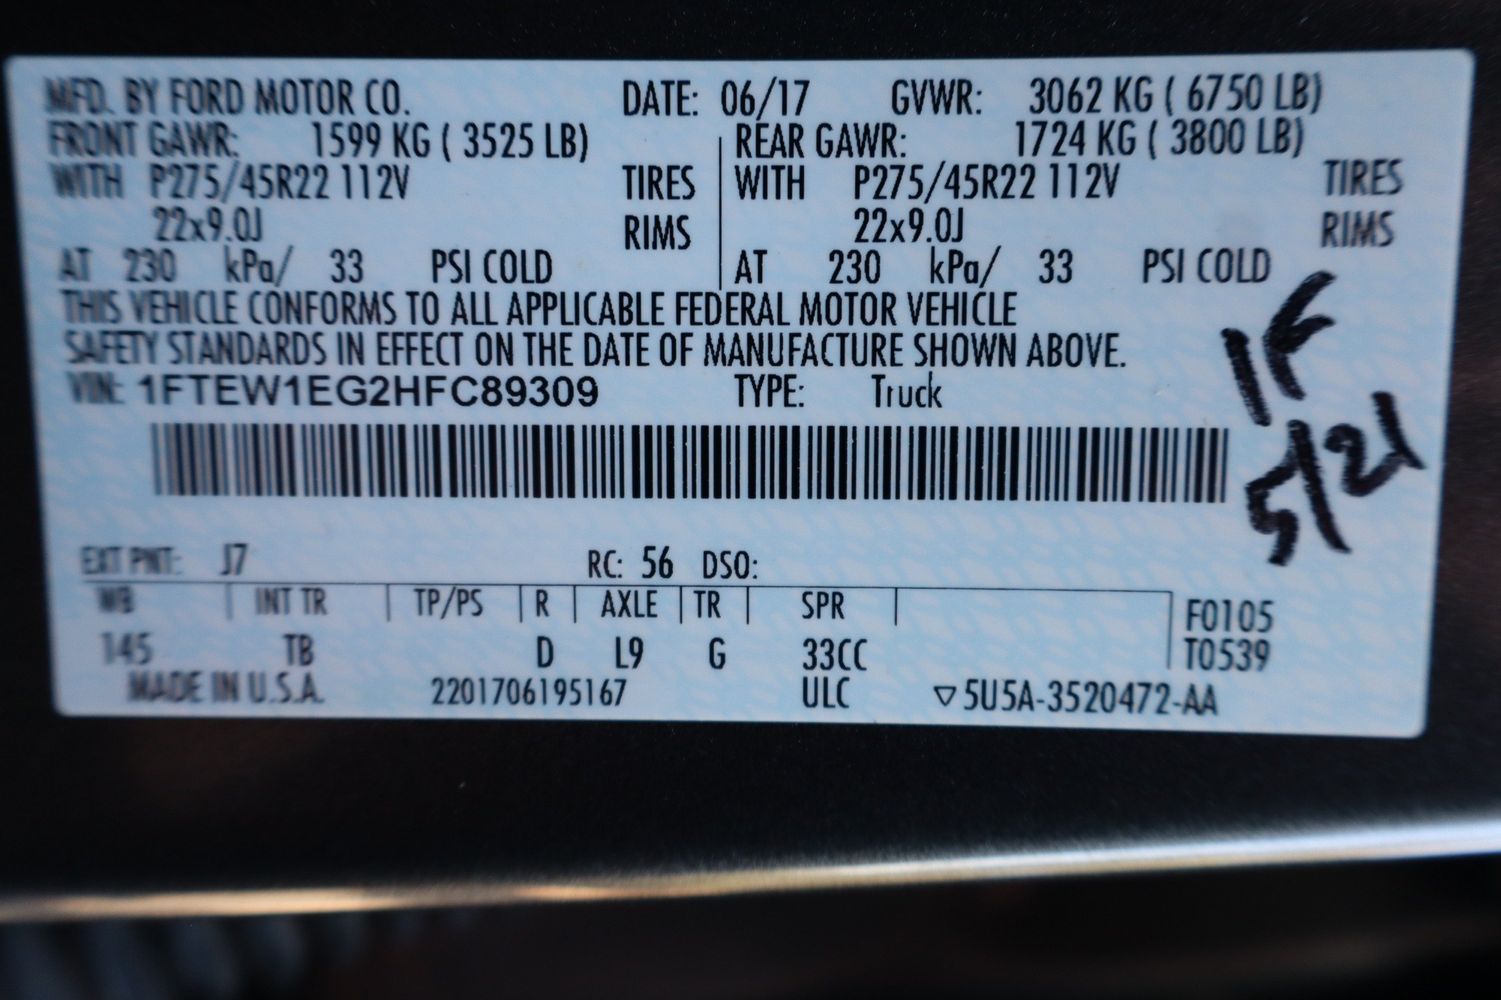 MFD. BY FORD MOTOR CO. DATE: 06/17 GVWR: 3062 KG ( 6750 LB)
FRONT GAWR: 1599 KG ( 3525 LB) REAR GAWR: 1724 KG ( 3800 LB)
WITH P275/45R22 112V TIRES WITH P275/45R22 112V TIRES
22x9.0J RIMS 22x9.0J RIMS
AT 230 kPa/ 33 PSI COLD AT 230 kPa/ 33 PSI COLD
THIS VEHICLE CONFORMS TO ALL APPLICABLE FEDERAL MOTOR VEHICLE
SAFETY STANDARDS IN EFFECT ON THE DATE OF MANUFACTURE SHOWN ABOVE.
VIN: 1FTEW1EG2HFC89309 TYPE: Truck
1F
5/21
EXT PNT: J7 RC: 56 DSO:
WB INT TR TP/PS R AXLE TR SPR F0105
145 TB D L9 G 33CC T0539
MADE IN U.S.A. 2201706195167 ULC ▽5U5A-3520472-AA